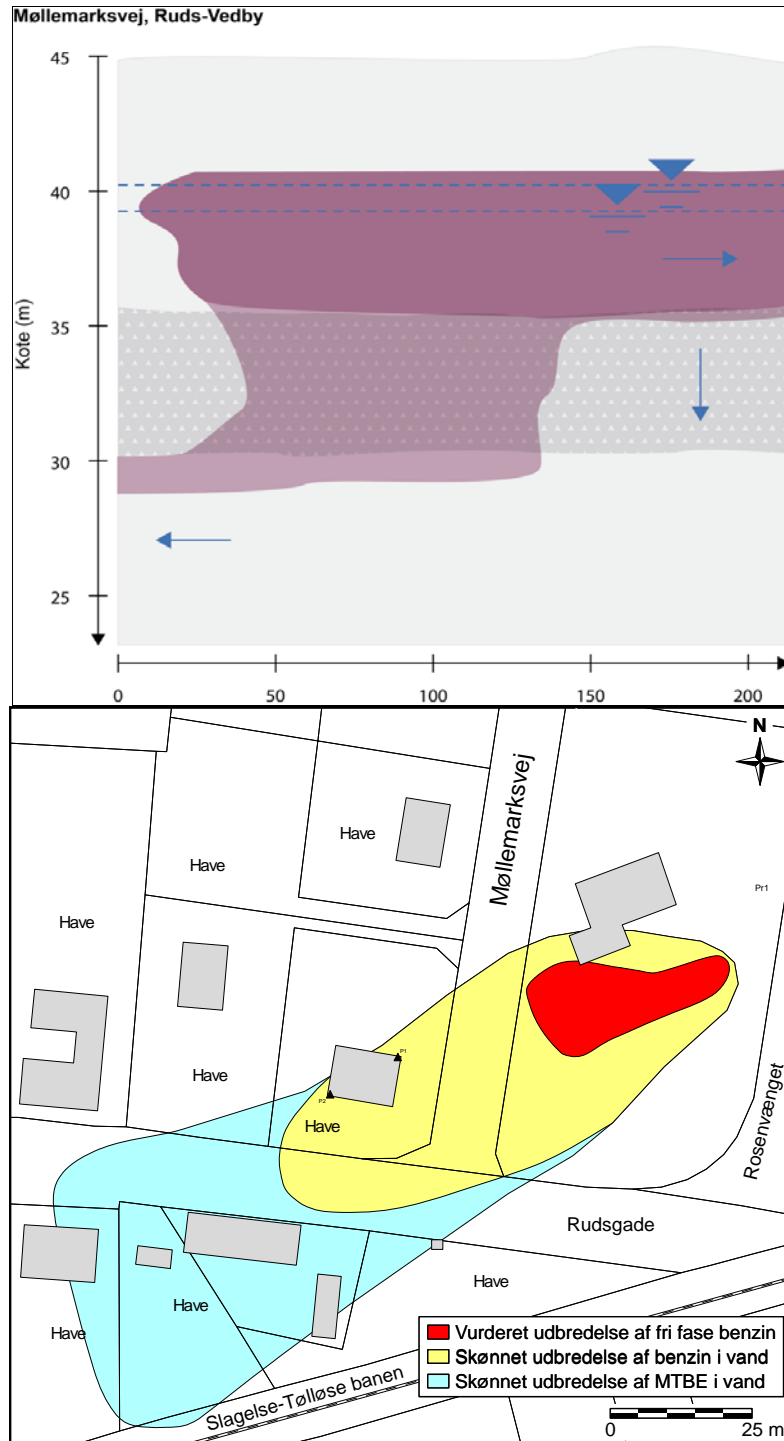 Møllemarksvej, Ruds-Vedby
45
40
35
30
25
Kote (m)
0 50 100 150 200
N
Møllemarksvej
Have
Have
Have
Pr1
P1
Have
P2
Have
Rosenvænget
Rudsgade
Have
Have
Have
Slagelse-Tølløse banen
Vurderet udbredelse af fri fase benzin
Skønnet udbredelse af benzin i vand
Skønnet udbredelse af MTBE i vand
0 25 m